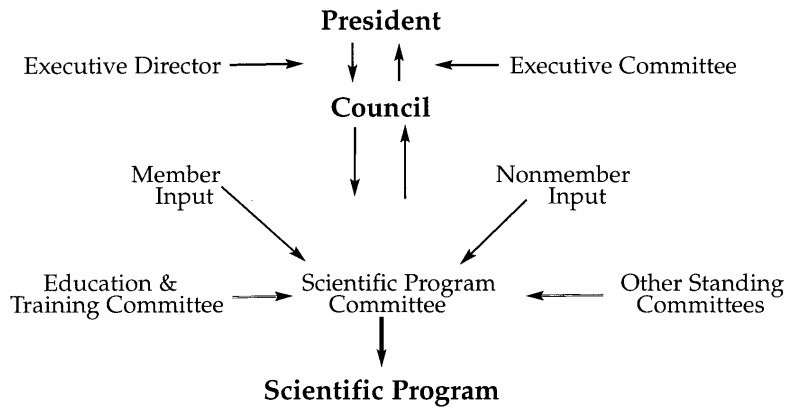 President
Executive Director
Executive Committee
Council
Member
Input
Nonmember
Input
Education &
Training Committee
Scientific Program
Committee
Other Standing
Committees
Scientific Program